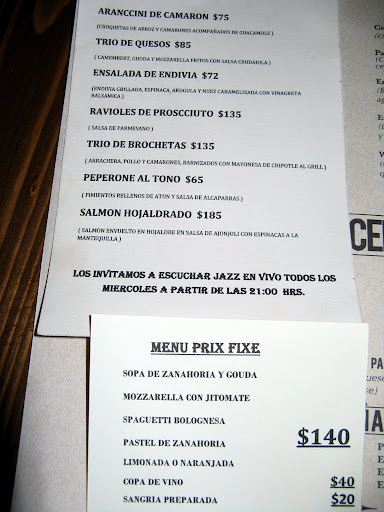 ARANCCINI DE CAMARON $75
(CROQUETAS DE ARROZ Y CAMARONES ACOMPAÑADOS DE GUACAMOLE )
TRIO DE QUESOS $85
( CAMEMBERT, GUODA Y MOZZARELLA FRITOS CON SALSA CRUDAIOLA )
ENSALADA DE ENDIVIA $72
(ENDIVIA GRILLADA, ESPINACA, ARUGULA Y NUEZ CARAMELIZADA CON VINAGRETA
BALSAMICA )
RAVIOLES DE PROSCCIUTO $135
( SALSA DE PARMESANO )
TRIO DE BROCHETAS $135
( ARRACHERA, POLLO Y CAMARONES, BARNIZADOS CON MAYONESA DE CHIPOTLE AL GRILL )
PEPERONE AL TONO $65
( PIMIENTOS RELLENOS DE ATUN Y SALSA DE ALCAPARRAS )
SALMON HOJALDRADO $185
( SALMON ENVUELTO EN HOJALDRE EN SALSA DE AJONJOLI CON ESPINACAS A LA
MANTEQUILLA )
LOS INVITAMOS A ESCUCHAR JAZZ EN VIVO TODOS LOS
MIERCOLES A PARTIR DE LAS 21:00 HRS.
MENU PRIX FIXE
SOPA DE ZANAHORIA Y GOUDA
MOZZARELLA CON JITOMATE
SPAGUETTI BOLOGNESA
PASTEL DE ZANAHORIA $140
LIMONADA O NARANJADA
COPA DE VINO $40
SANGRIA PREPARADA $20